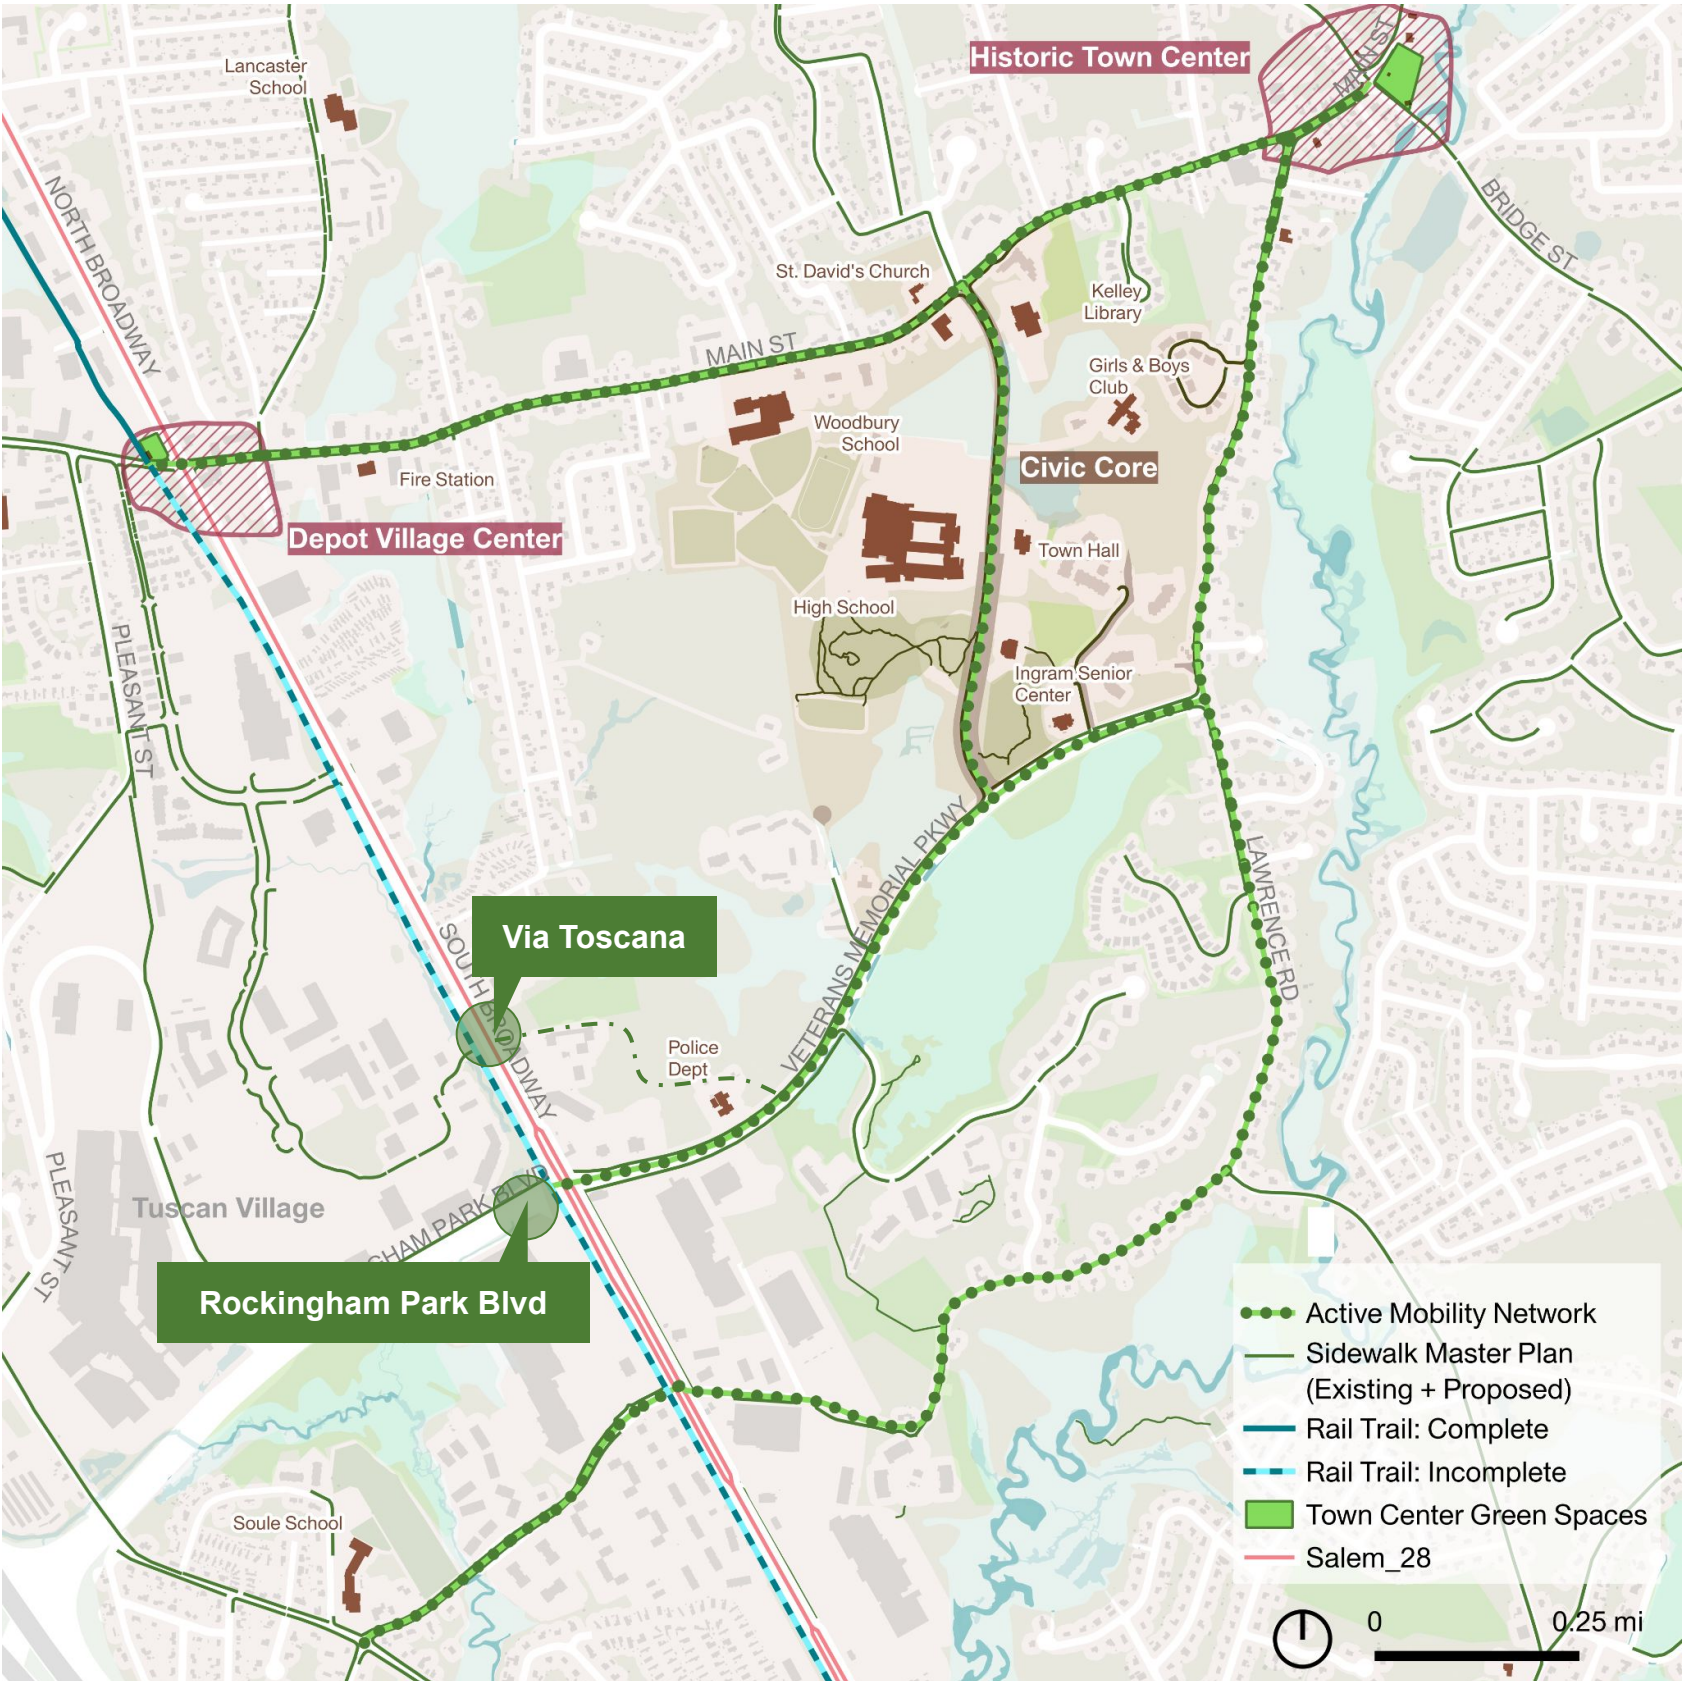 Historic Town Center
MAIN ST
Lancaster
School
NORTH BROADWAY
BRIDGE ST
St. David's Church
Kelley
Library
MAIN ST
Girls & Boys
Club
Woodbury
School
Civic Core
Fire Station
Depot Village Center
Town Hall
High School
PLEASANT ST
Ingram Senior
Center
VETERANS MEMORIAL PKWY
LAWRENCE RD
Via Toscana
SOUTH BROADWAY
Police
Dept
PLEASANT ST
Tuscan Village
GHAM PARK BLVD
Rockingham Park Blvd
Active Mobility Network
Sidewalk Master Plan
(Existing + Proposed)
Rail Trail: Complete
Rail Trail: Incomplete
Town Center Green Spaces
Salem_28
Soule School
0 0.25 mi